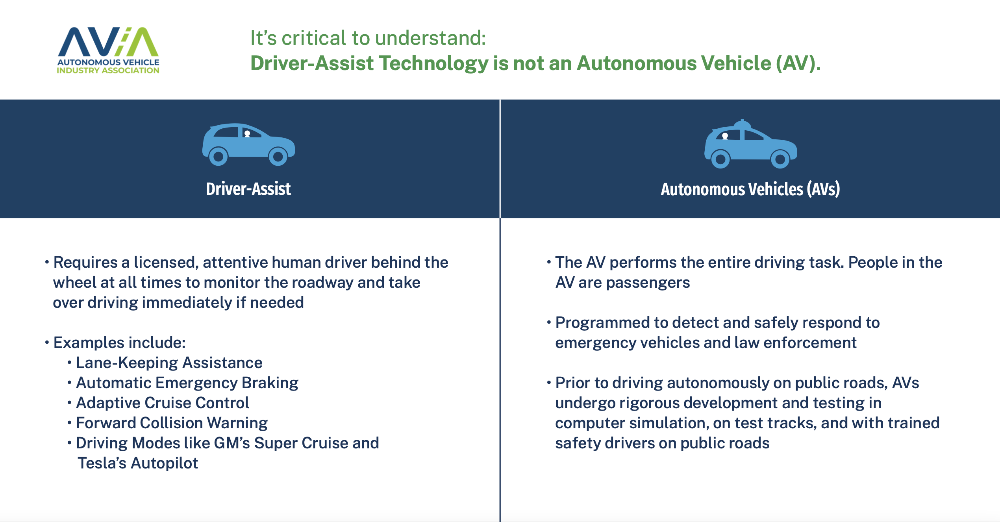 AViA
AUTONOMOUS VEHICLE
INDUSTRY ASSOCIATION
It’s critical to understand:
Driver-Assist Technology is not an Autonomous Vehicle (AV).
Driver-Assist
• Requires a licensed, attentive human driver behind the
wheel at all times to monitor the roadway and take
over driving immediately if needed
• Examples include:
• Lane-Keeping Assistance
• Automatic Emergency Braking
• Adaptive Cruise Control
• Forward Collision Warning
• Driving Modes like GM’s Super Cruise and
Tesla’s Autopilot
Autonomous Vehicles (AVs)
• The AV performs the entire driving task. People in the
AV are passengers
• Programmed to detect and safely respond to
emergency vehicles and law enforcement
• Prior to driving autonomously on public roads, AVs
undergo rigorous development and testing in
computer simulation, on test tracks, and with trained
safety drivers on public roads